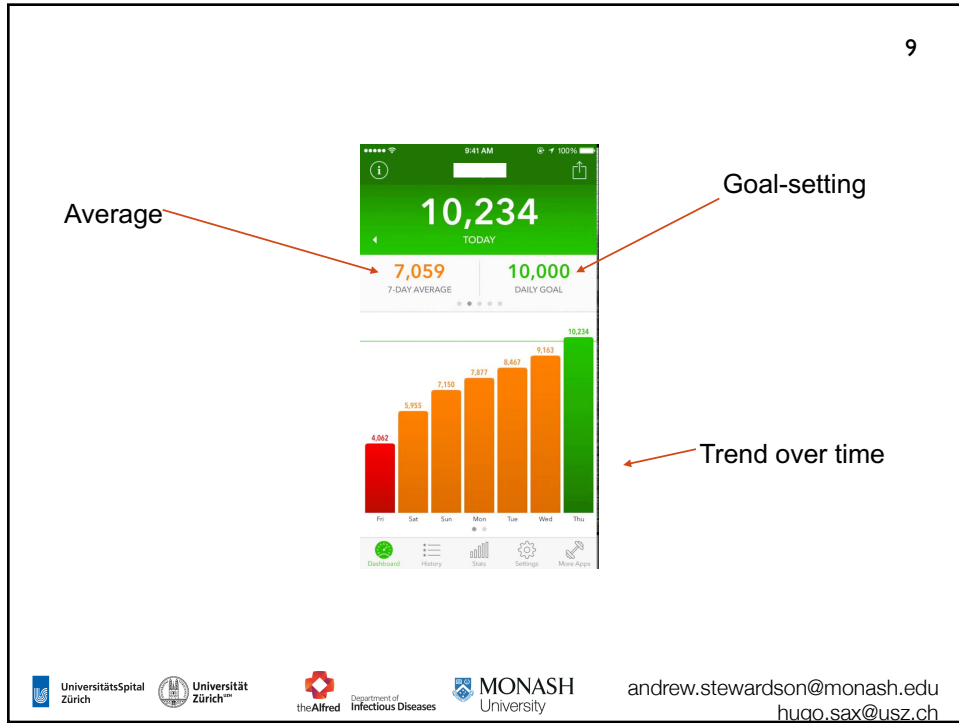 9
9:41 AM
100%
i
10,234
TODAY
7,059
7-DAY AVERAGE
10,000
DAILY GOAL
Average
Goal-setting
Trend over time
4,062
5,955
7,150
7,877
8,467
9,163
10,234
Fri Sat Sun Mon Tue Wed Thu
Dashboard History Stats Settings More Apps
UniversitätsSpital
Zürich
Universität
Zürich UZH
theAlfred
Department of
Infectious Diseases
MONASH
University
andrew.stewardson@monash.edu
hugo.sax@usz.ch